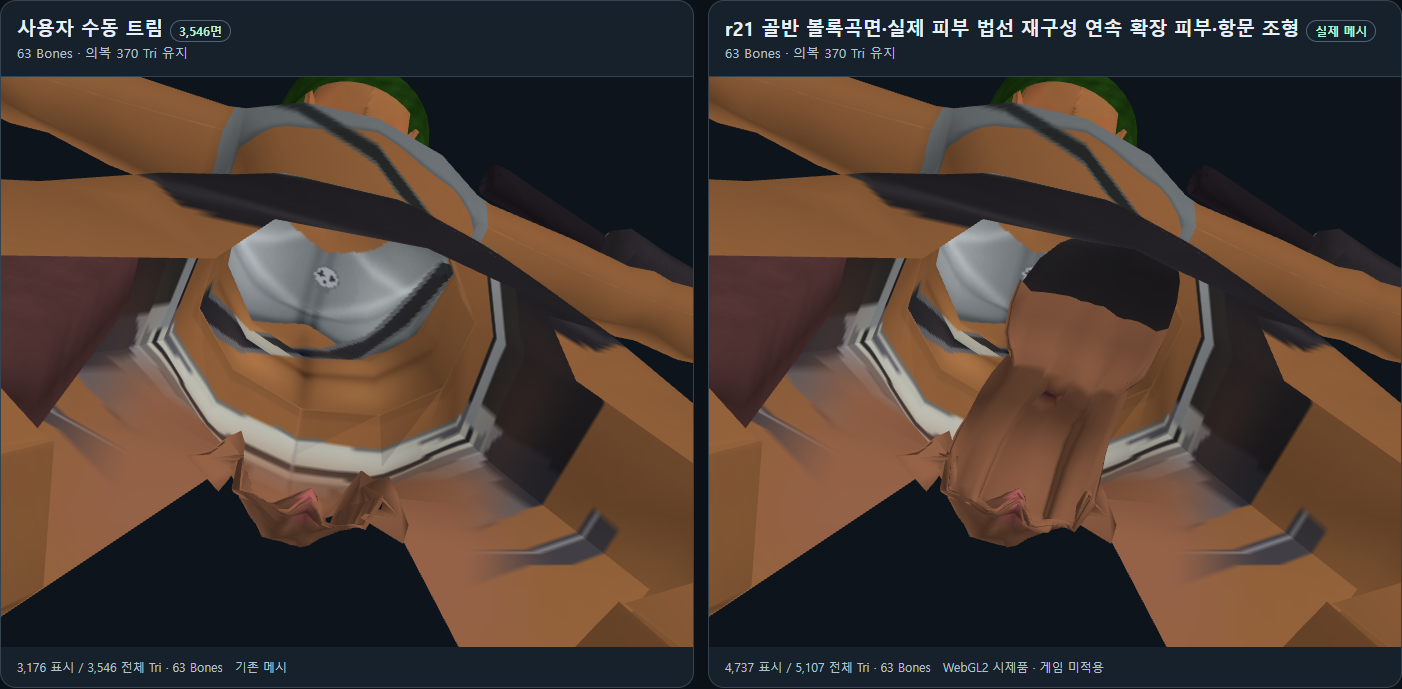 사용자 수동 트림 3,546면
63 Bones · 의복 370 Tri 유지
3,176 표시 / 3,546 전체 Tri · 63 Bones 기존 메시
r21 골반 볼록곡면·실제 피부 법선 재구성 연속 확장 피부·항문 조형 실제 메시
63 Bones · 의복 370 Tri 유지
4,737 표시 / 5,107 전체 Tri · 63 Bones WebGL2 시제품 · 게임 미적용